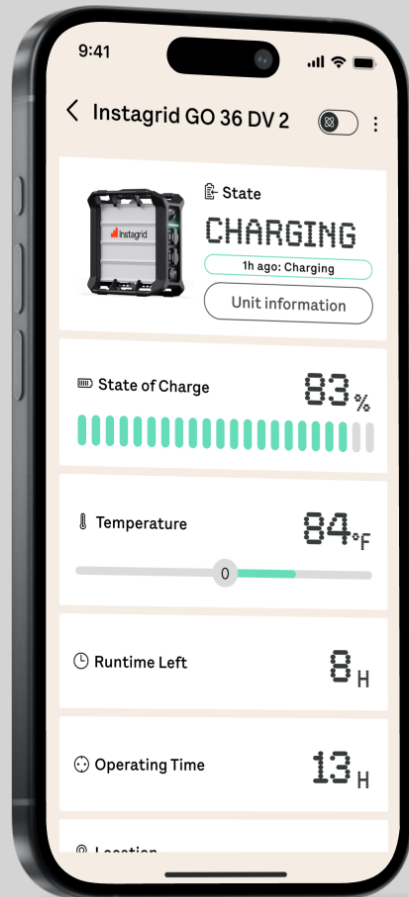 9:41
Instagrid GO 36 DV 2
Instagrid
State
CHARGING
1h ago: Charging
Unit information
State of Charge
83%
Temperature
84°F
0
Runtime Left
8H
Operating Time
13H
Location